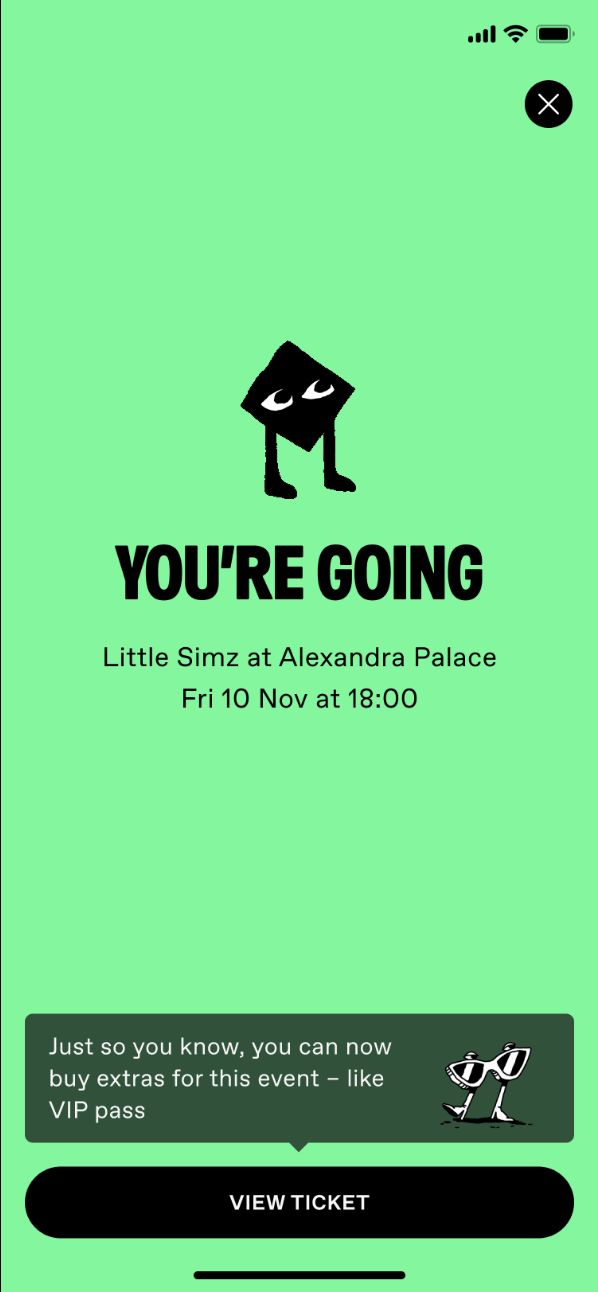 YOU'RE GOING
Little Simz at Alexandra Palace
Fri 10 Nov at 18:00
Just so you know, you can now
buy extras for this event – like
VIP pass
VIEW TICKET